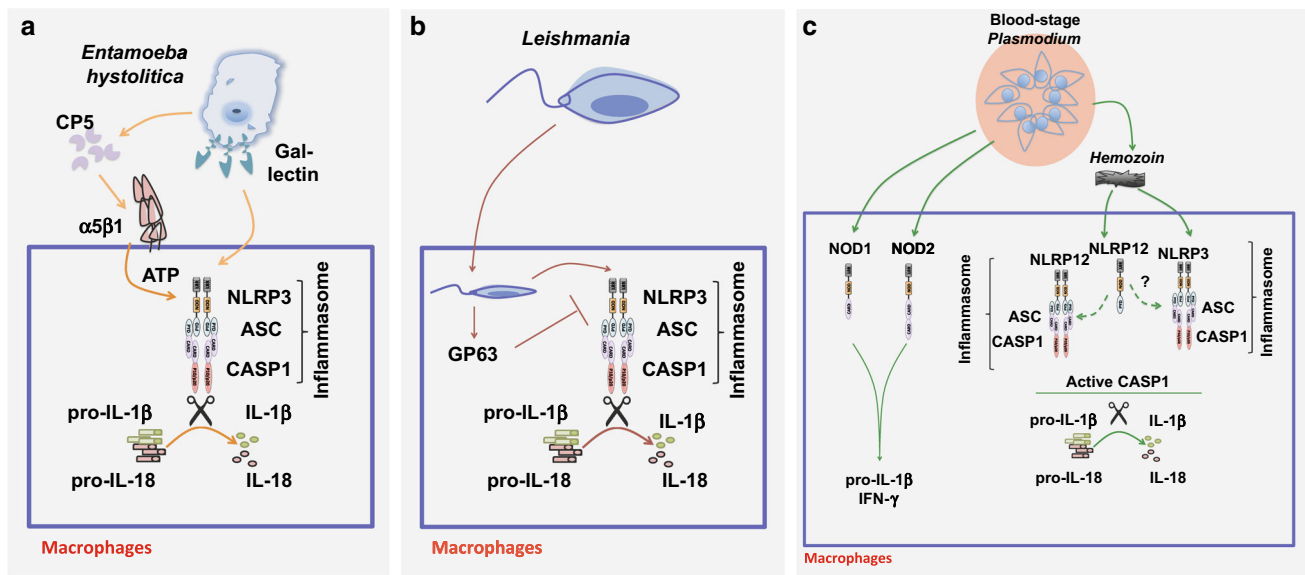 a
Entamoeba
hystolitica
CP5
Gal-
lectin
α5β1
ATP
NLRP3
ASC
CASP1
Inflammasome
pro-IL-1β
IL-1β
pro-IL-18
IL-18
Macrophages
b
Leishmania
GP63
NLRP3
ASC
CASP1
Inflammasome
pro-IL-1β
IL-1β
pro-IL-18
IL-18
Macrophages
c
Blood-stage
Plasmodium
Hemozoin
NOD1
NOD2
NLRP12
NLRP12
NLRP3
?
Inflammasome
ASC
CASP1
ASC
CASP1
Inflammasome
Active CASP1
pro-IL-1β
IL-1β
pro-IL-18
IL-18
pro-IL-1β
IFN-γ
Macrophages